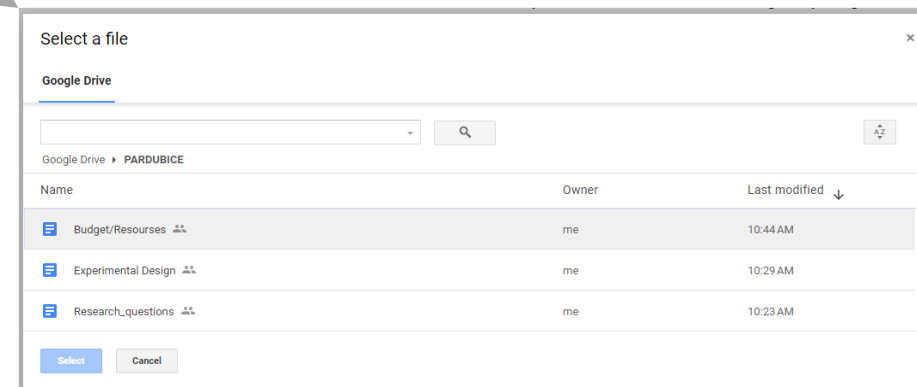 Select a file ×
Google Drive
Google Drive PARDUBICE
Name Owner Last modified
Budget/Resourses me 10:44 AM
Experimental Design me 10:29 AM
Research_questions me 10:23 AM
Select Cancel